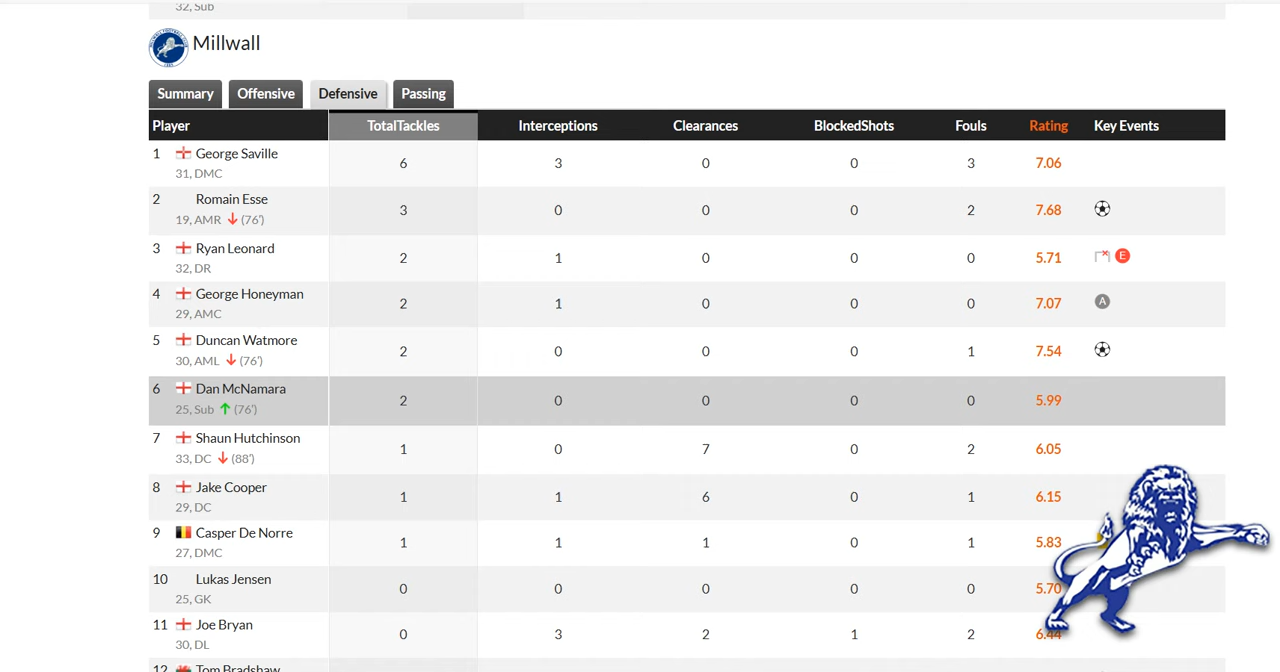 32, Sub
Millwall
Summary Offensive Defensive Passing
Player TotalTackles Interceptions Clearances BlockedShots Fouls Rating Key Events
1 George Saville 6 3 0 0 3 7.06
31, DMC
2 Romain Esse 3 0 0 0 2 7.68
19, AMR (76')
3 Ryan Leonard 2 1 0 0 0 5.71 E
32, DR
4 George Honeyman 2 1 0 0 0 7.07 A
29, AMC
5 Duncan Watmore 2 0 0 0 1 7.54
30, AML (76')
6 Dan McNamara 2 0 0 0 0 5.99
25, Sub (76')
7 Shaun Hutchinson 1 0 7 0 2 6.05
33, DC (88')
8 Jake Cooper 1 1 6 0 1 6.15
29, DC
9 Casper De Norre 1 1 1 0 1 5.83
27, DMC
10 Lukas Jensen 0 0 0 0 0 5.70
25, GK
11 Joe Bryan 0 3 2 1 2 6.44
30, DL
12 Tom Bradshaw